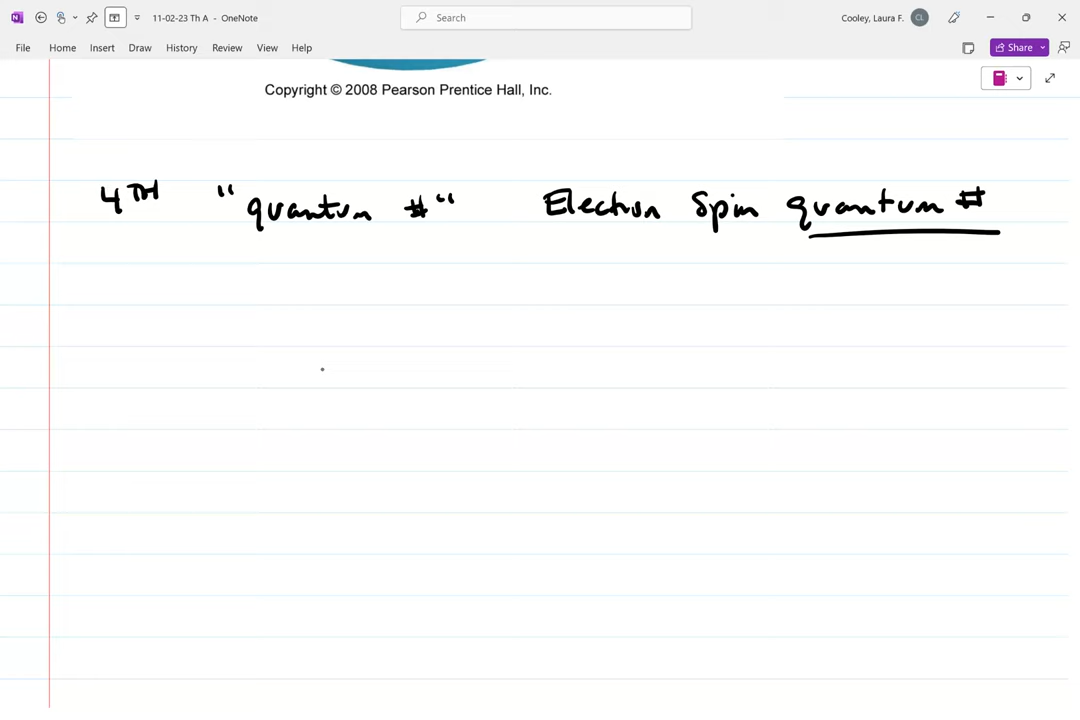 11-02-23 Th A - OneNote
Search
Cooley, Laura F.
CL
File Home Insert Draw History Review View Help
Share
Copyright © 2008 Pearson Prentice Hall, Inc.
4TH "quantum #" Electron Spin quantum #